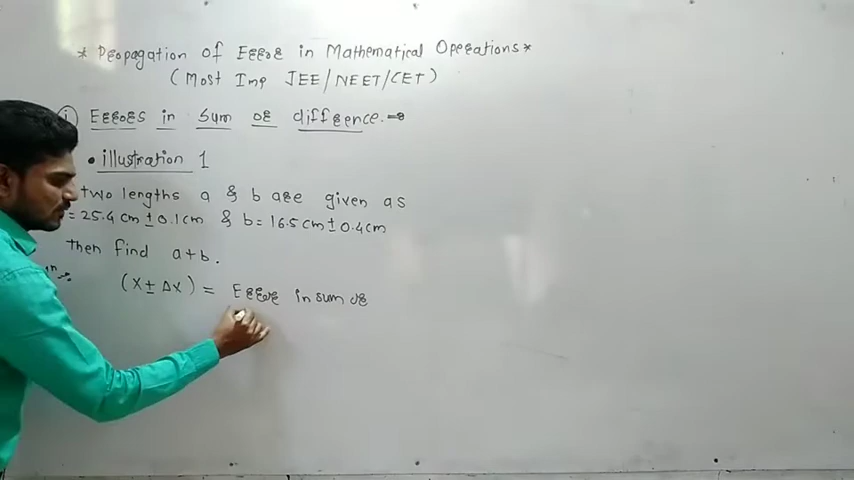 * Propagation of Error in Mathematical Operations *
(Most Imp JEE/NEET/CET)
(i) Errors in sum or difference.→
• illustration 1
two lengths a & b are given as
= 25.4 cm ± 0.1 cm & b = 16.5 cm ± 0.4 cm
then find a+b.
(X ± ΔX) = Error in sum or